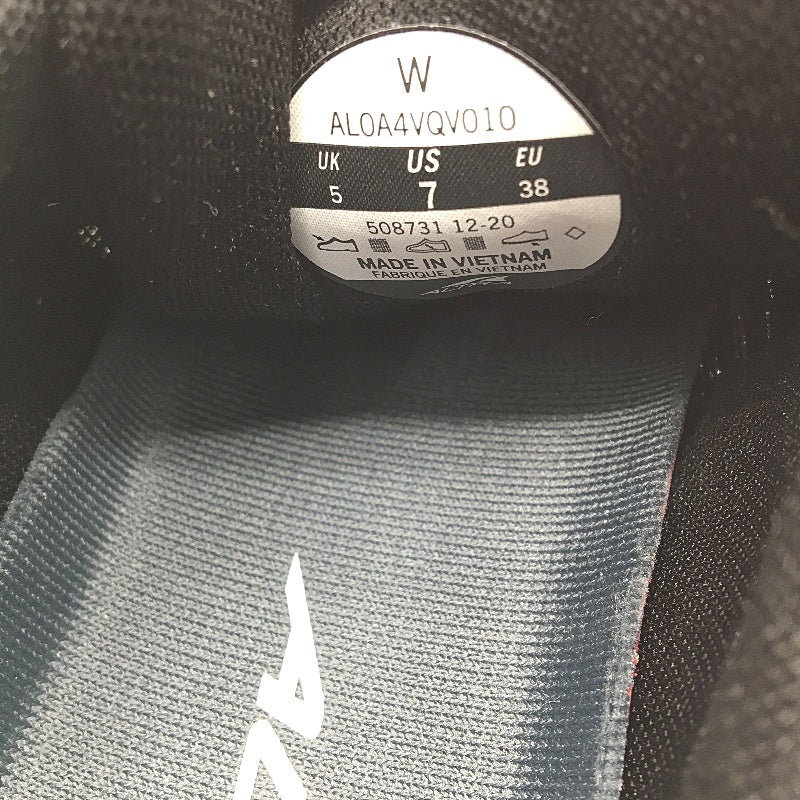 W
AL0A4VQV010
UK US EU
5 7 38
508731 12-20
MADE IN VIETNAM
FABRIQUE EN VIETNAM